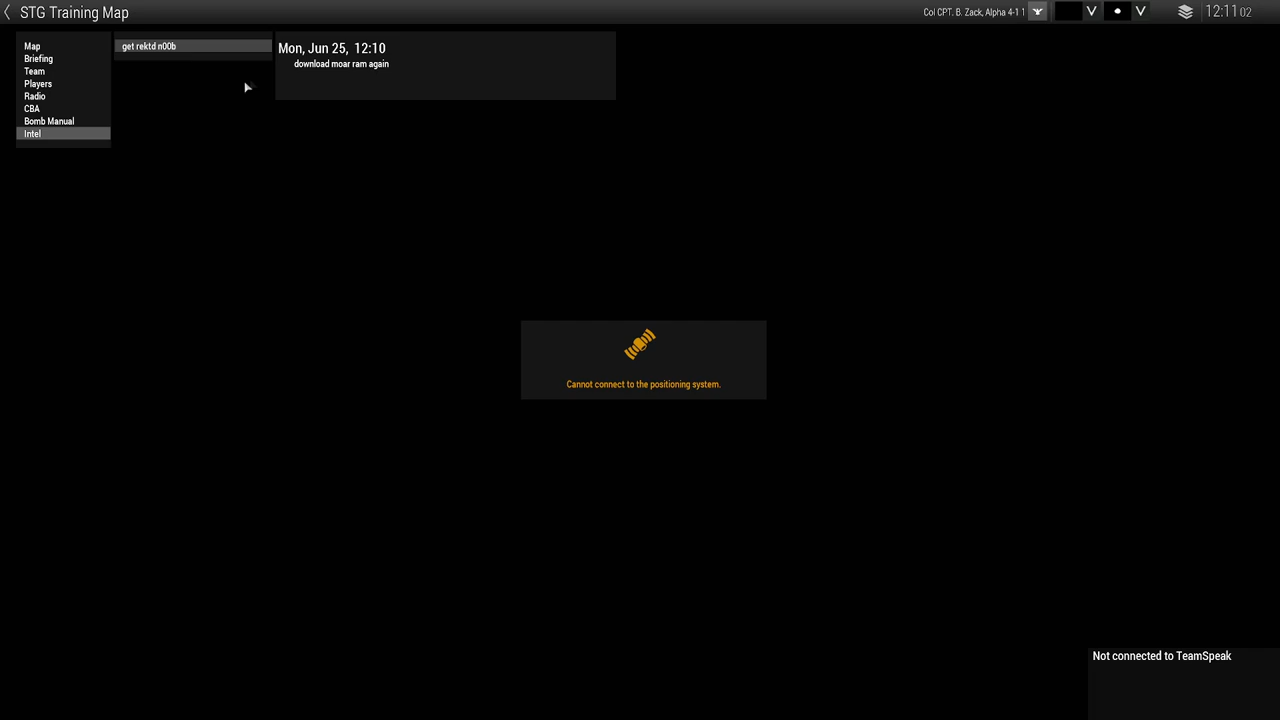 STG Training Map
Col CPT. B. Zack, Alpha 4-1 1
V
V
12:11 02
Map
Briefing
Team
Players
Radio
CBA
Bomb Manual
Intel
get rektd n00b
Mon, Jun 25, 12:10
download moar ram again
Cannot connect to the positioning system.
Not connected to TeamSpeak